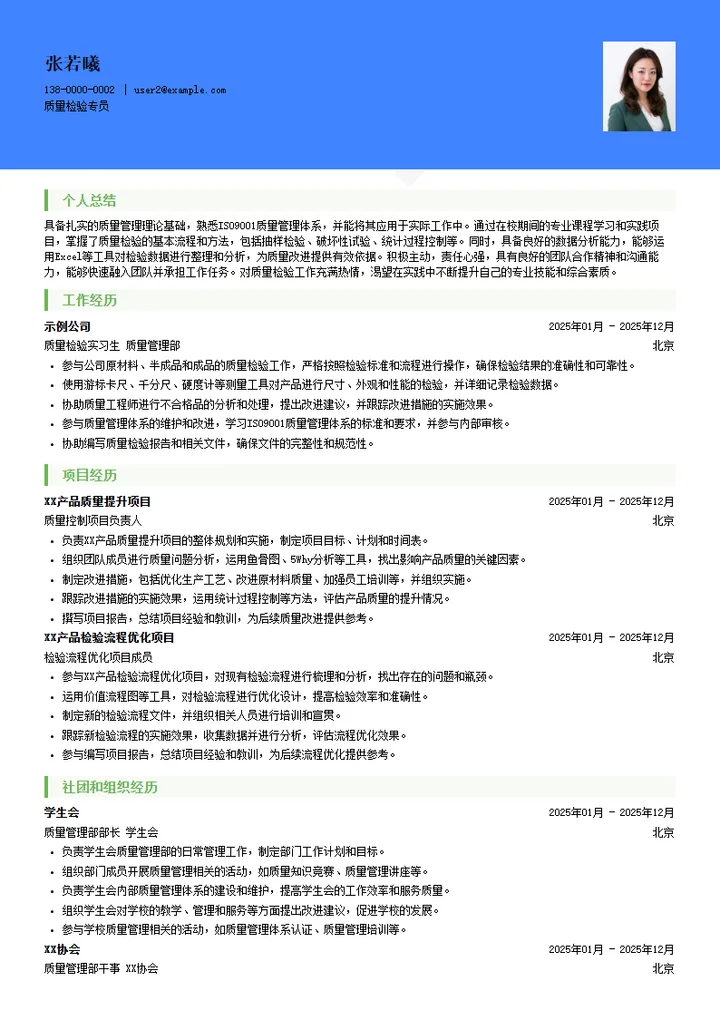 张若曦
138-0000-0002 | user2@example.com
质量检验专员
个人总结
具备扎实的质量管理理论基础，熟悉ISO9001质量管理体系，并能将其应用于实际工作中。通过在校期间的专业课程学习和实践项
目，掌握了质量检验的基本流程和方法，包括抽样检验、破坏性试验、统计过程控制等。同时，具备良好的数据分析能力，能够运
用Excel等工具对检验数据进行整理和分析，为质量改进提供有效依据。积极主动，责任心强，具有良好的团队合作精神和沟通能
力，能够快速融入团队并承担工作任务。对质量检验工作充满热情，渴望在实践中不断提升自己的专业技能和综合素质。
工作经历
示例公司 2025年01月 - 2025年12月
质量检验实习生 质量管理部 北京
• 参与公司原材料、半成品和成品的质量检验工作，严格按照检验标准和流程进行操作，确保检验结果的准确性和可靠性。
• 使用游标卡尺、千分尺、硬度计等测量工具对产品进行尺寸、外观和性能的检验，并详细记录检验数据。
• 协助质量工程师进行不合格品的分析和处理，提出改进建议，并跟踪改进措施的实施效果。
• 参与质量管理体系的维护和改进，学习ISO9001质量管理体系的标准和要求，并参与内部审核。
• 协助编写质量检验报告和相关文件，确保文件的完整性和规范性。
项目经历
XX产品质量提升项目 2025年01月 - 2025年12月
质量控制项目负责人 北京
• 负责XX产品质量提升项目的整体规划和实施，制定项目目标、计划和时间表。
• 组织团队成员进行质量问题分析，运用鱼骨图、5Why分析等工具，找出影响产品质量的关键因素。
• 制定改进措施，包括优化生产工艺、改进原材料质量、加强员工培训等，并组织实施。
• 跟踪改进措施的实施效果，运用统计过程控制等方法，评估产品质量的提升情况。
• 撰写项目报告，总结项目经验和教训，为后续质量改进提供参考。
XX产品检验流程优化项目 2025年01月 - 2025年12月
检验流程优化项目成员 北京
• 参与XX产品检验流程优化项目，对现有检验流程进行梳理和分析，找出存在的问题和瓶颈。
• 运用价值流程图等工具，对检验流程进行优化设计，提高检验效率和准确性。
• 制定新的检验流程文件，并组织相关人员进行培训和宣贯。
• 跟踪新检验流程的实施效果，收集数据并进行分析，评估流程优化效果。
• 参与编写项目报告，总结项目经验和教训，为后续流程优化提供参考。
社团和组织经历
学生会 2025年01月 - 2025年12月
质量管理部部长 学生会 北京
• 负责学生会质量管理部的日常管理工作，制定部门工作计划和目标。
• 组织部门成员开展质量管理相关的活动，如质量知识竞赛、质量管理讲座等。
• 负责学生会内部质量管理体系的建设和维护，提高学生会的工作效率和服务质量。
• 组织学生会对学校的教学、管理和服务等方面提出改进建议，促进学校的发展。
• 参与学校质量管理相关的活动，如质量管理体系认证、质量管理培训等。
XX协会 2025年01月 - 2025年12月
质量管理部干事 XX协会 北京